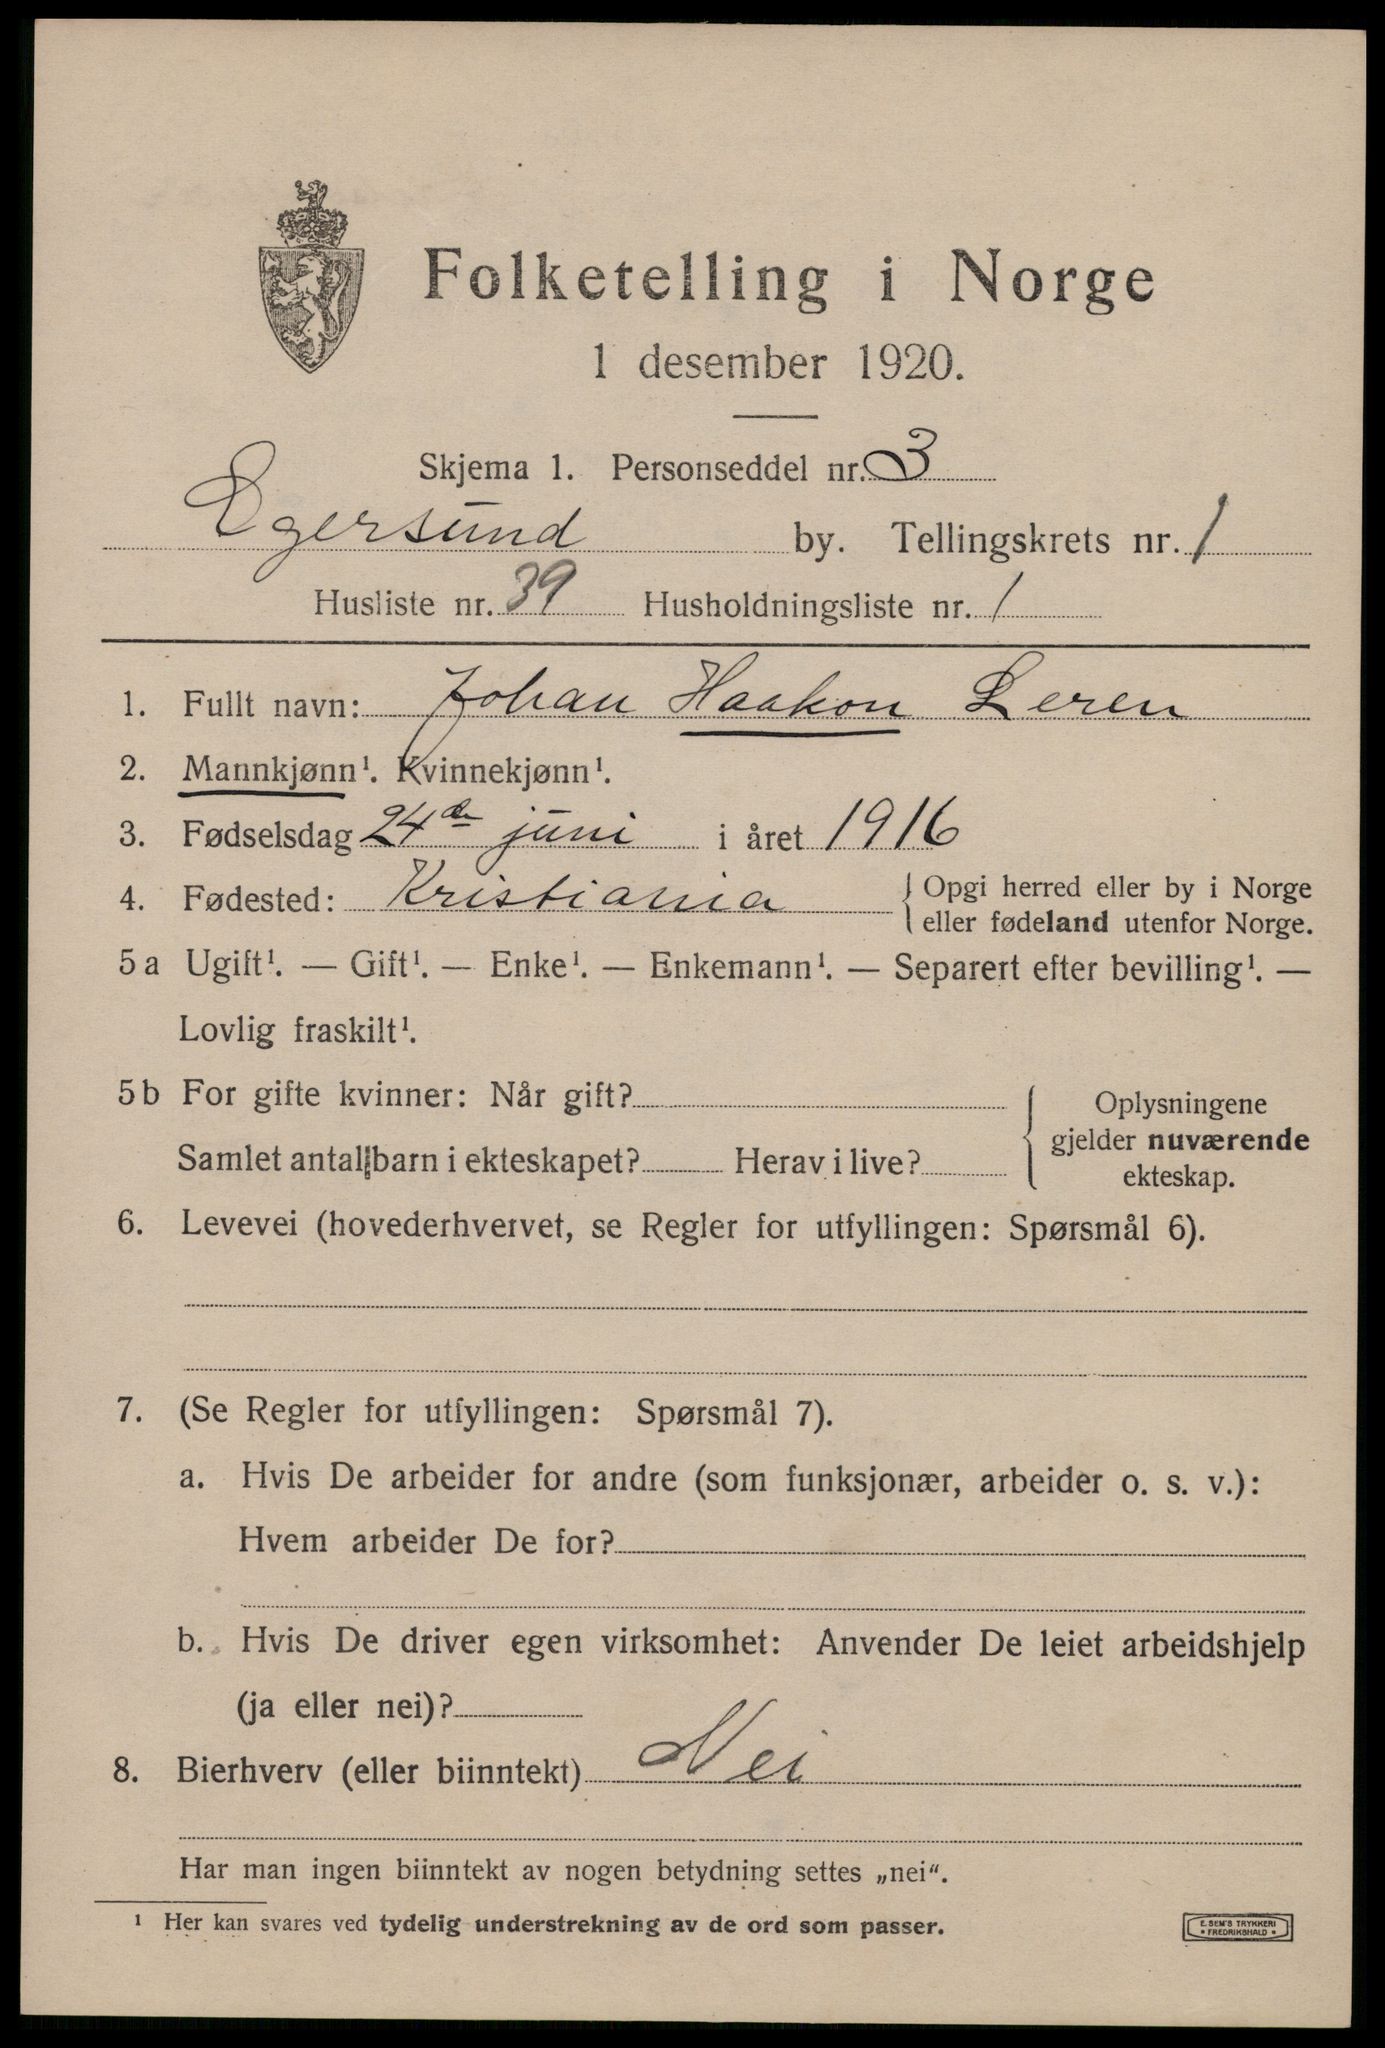 Folketelling i Norge
1 desember 1920.
Skjema 1. Personseddel nr. 3
Egersund by. Tellingskrets nr. 1
Husliste nr. 39 Husholdningsliste nr. 1
1. Fullt navn: Johan Haakon Leren
2. Mannkjønn¹. Kvinnekjønn¹.
3. Fødselsdag 24de juni i året 1916
4. Fødested: Kristiania { Opgi herred eller by i Norge
eller fødeland utenfor Norge.
5 a Ugift¹. — Gift¹. — Enke¹. — Enkemann¹. — Separert efter bevilling¹. —
Lovlig fraskilt¹.
5 b For gifte kvinner: Når gift?
Samlet antall barn i ekteskapet? Herav i live?
Oplysningene
gjelder nuværende
ekteskap.
6. Levevei (hovederhvervet, se Regler for utfyllingen: Spørsmål 6).
7. (Se Regler for utfyllingen: Spørsmål 7).
a. Hvis De arbeider for andre (som funksjonær, arbeider o. s. v.):
Hvem arbeider De for?
b. Hvis De driver egen virksomhet: Anvender De leiet arbeidshjelp
(ja eller nei)?
8. Bierhverv (eller biinntekt) Nei
Har man ingen biinntekt av nogen betydning settes „nei“.
¹ Her kan svares ved tydelig understrekning av de ord som passer.
E. SEM'S TRYKKERI
• FREDRIKSHALD •